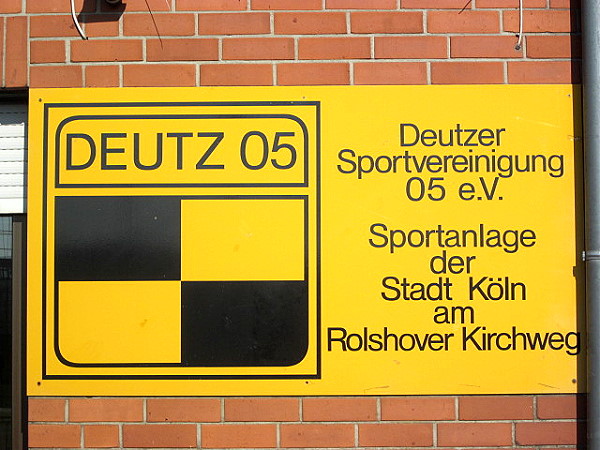 DEUTZ 05
Deutzer
Sportvereinigung
05 e.V.
Sportanlage
der
Stadt Köln
am
Rolshover Kirchweg